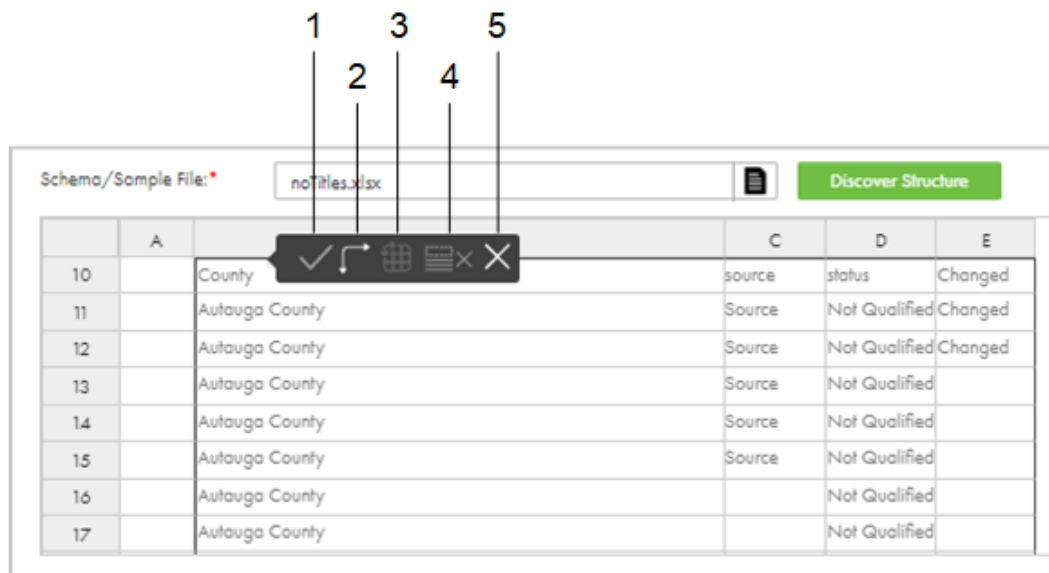 1 3 5
2 4
Schema/Sample File:* noTitles.xlsx Discover Structure
A C D E
10 County source status Changed
11 Autauga County Source Not Qualified Changed
12 Autauga County Source Not Qualified Changed
13 Autauga County Source Not Qualified
14 Autauga County Source Not Qualified
15 Autauga County Source Not Qualified
16 Autauga County Not Qualified
17 Autauga County Not Qualified